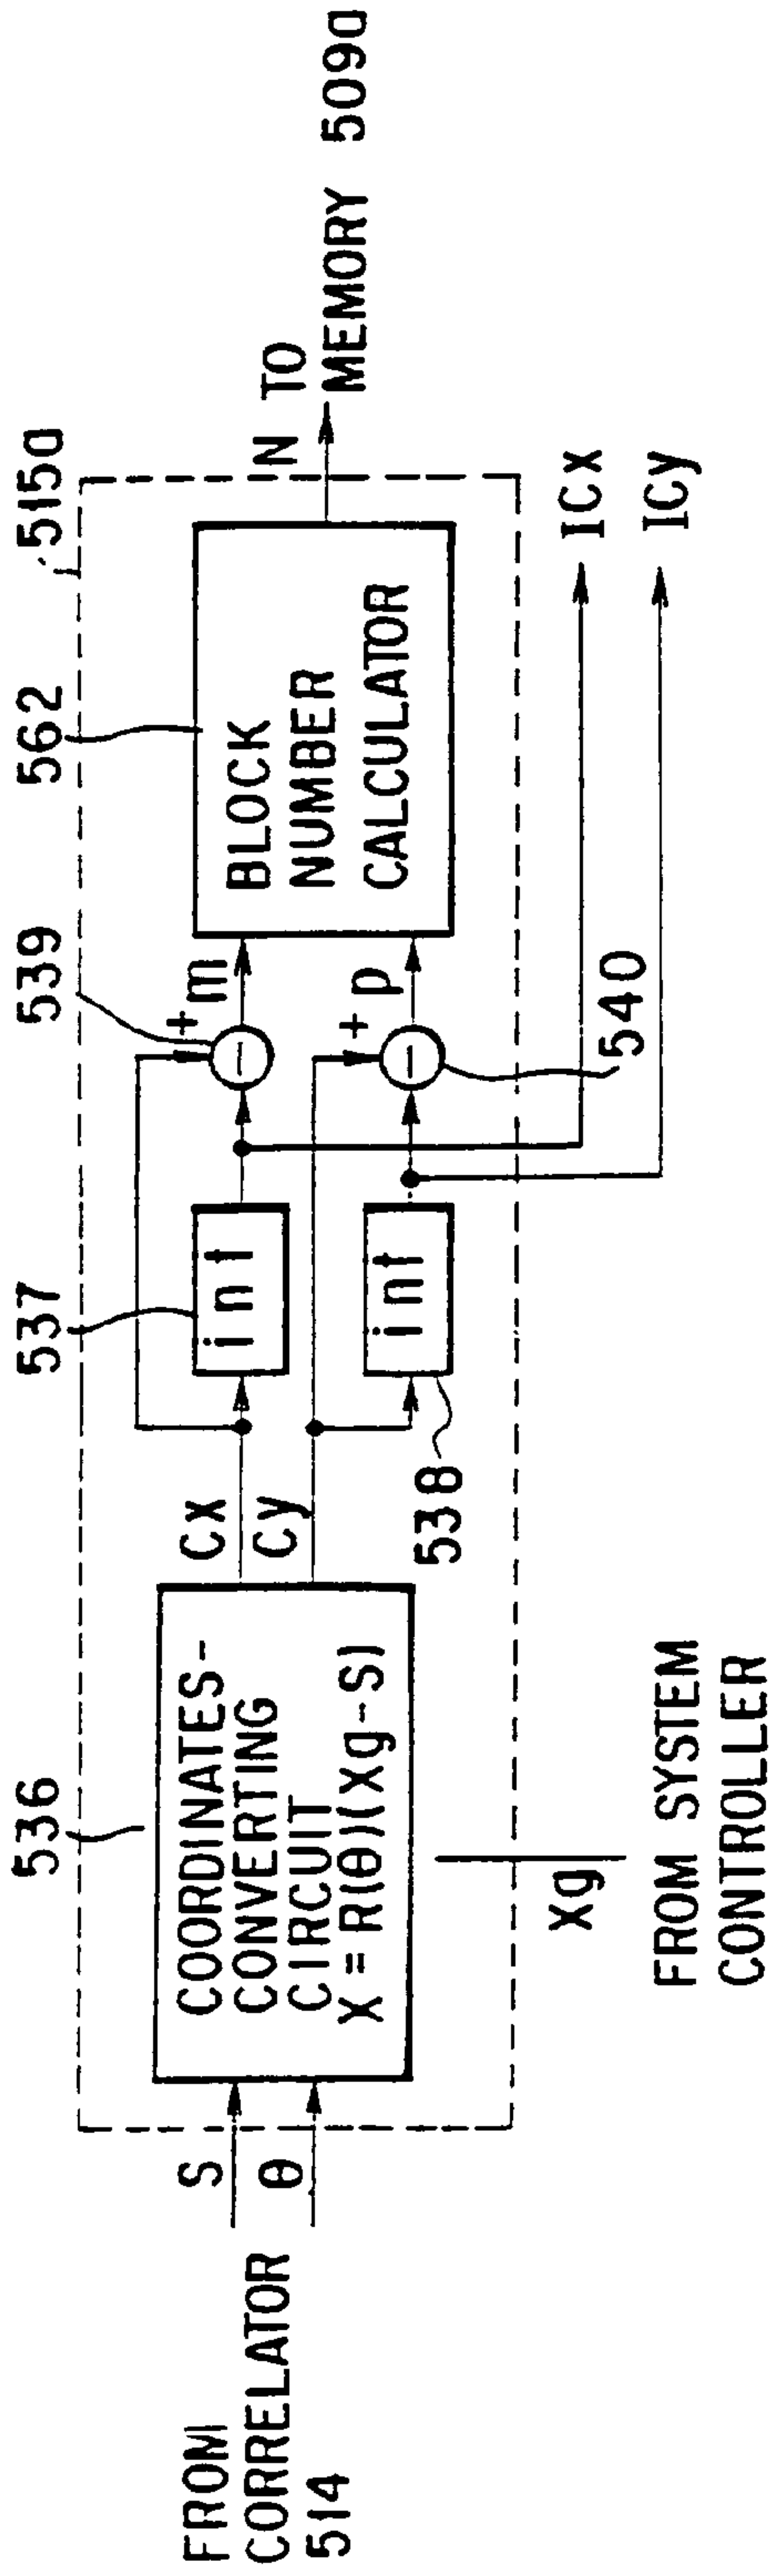 FROM
CORRELATOR
514
S
θ
536
COORDINATES-
CONVERTING
CIRCUIT
X = R(θ)(Xg-S)
Xg
FROM SYSTEM
CONTROLLER
Cx
Cy
537
int
int
538
539
+
-
m
+
-
p
540
562
BLOCK
NUMBER
CALCULATOR
515a
N
TO
MEMORY 509a
ICx
ICy